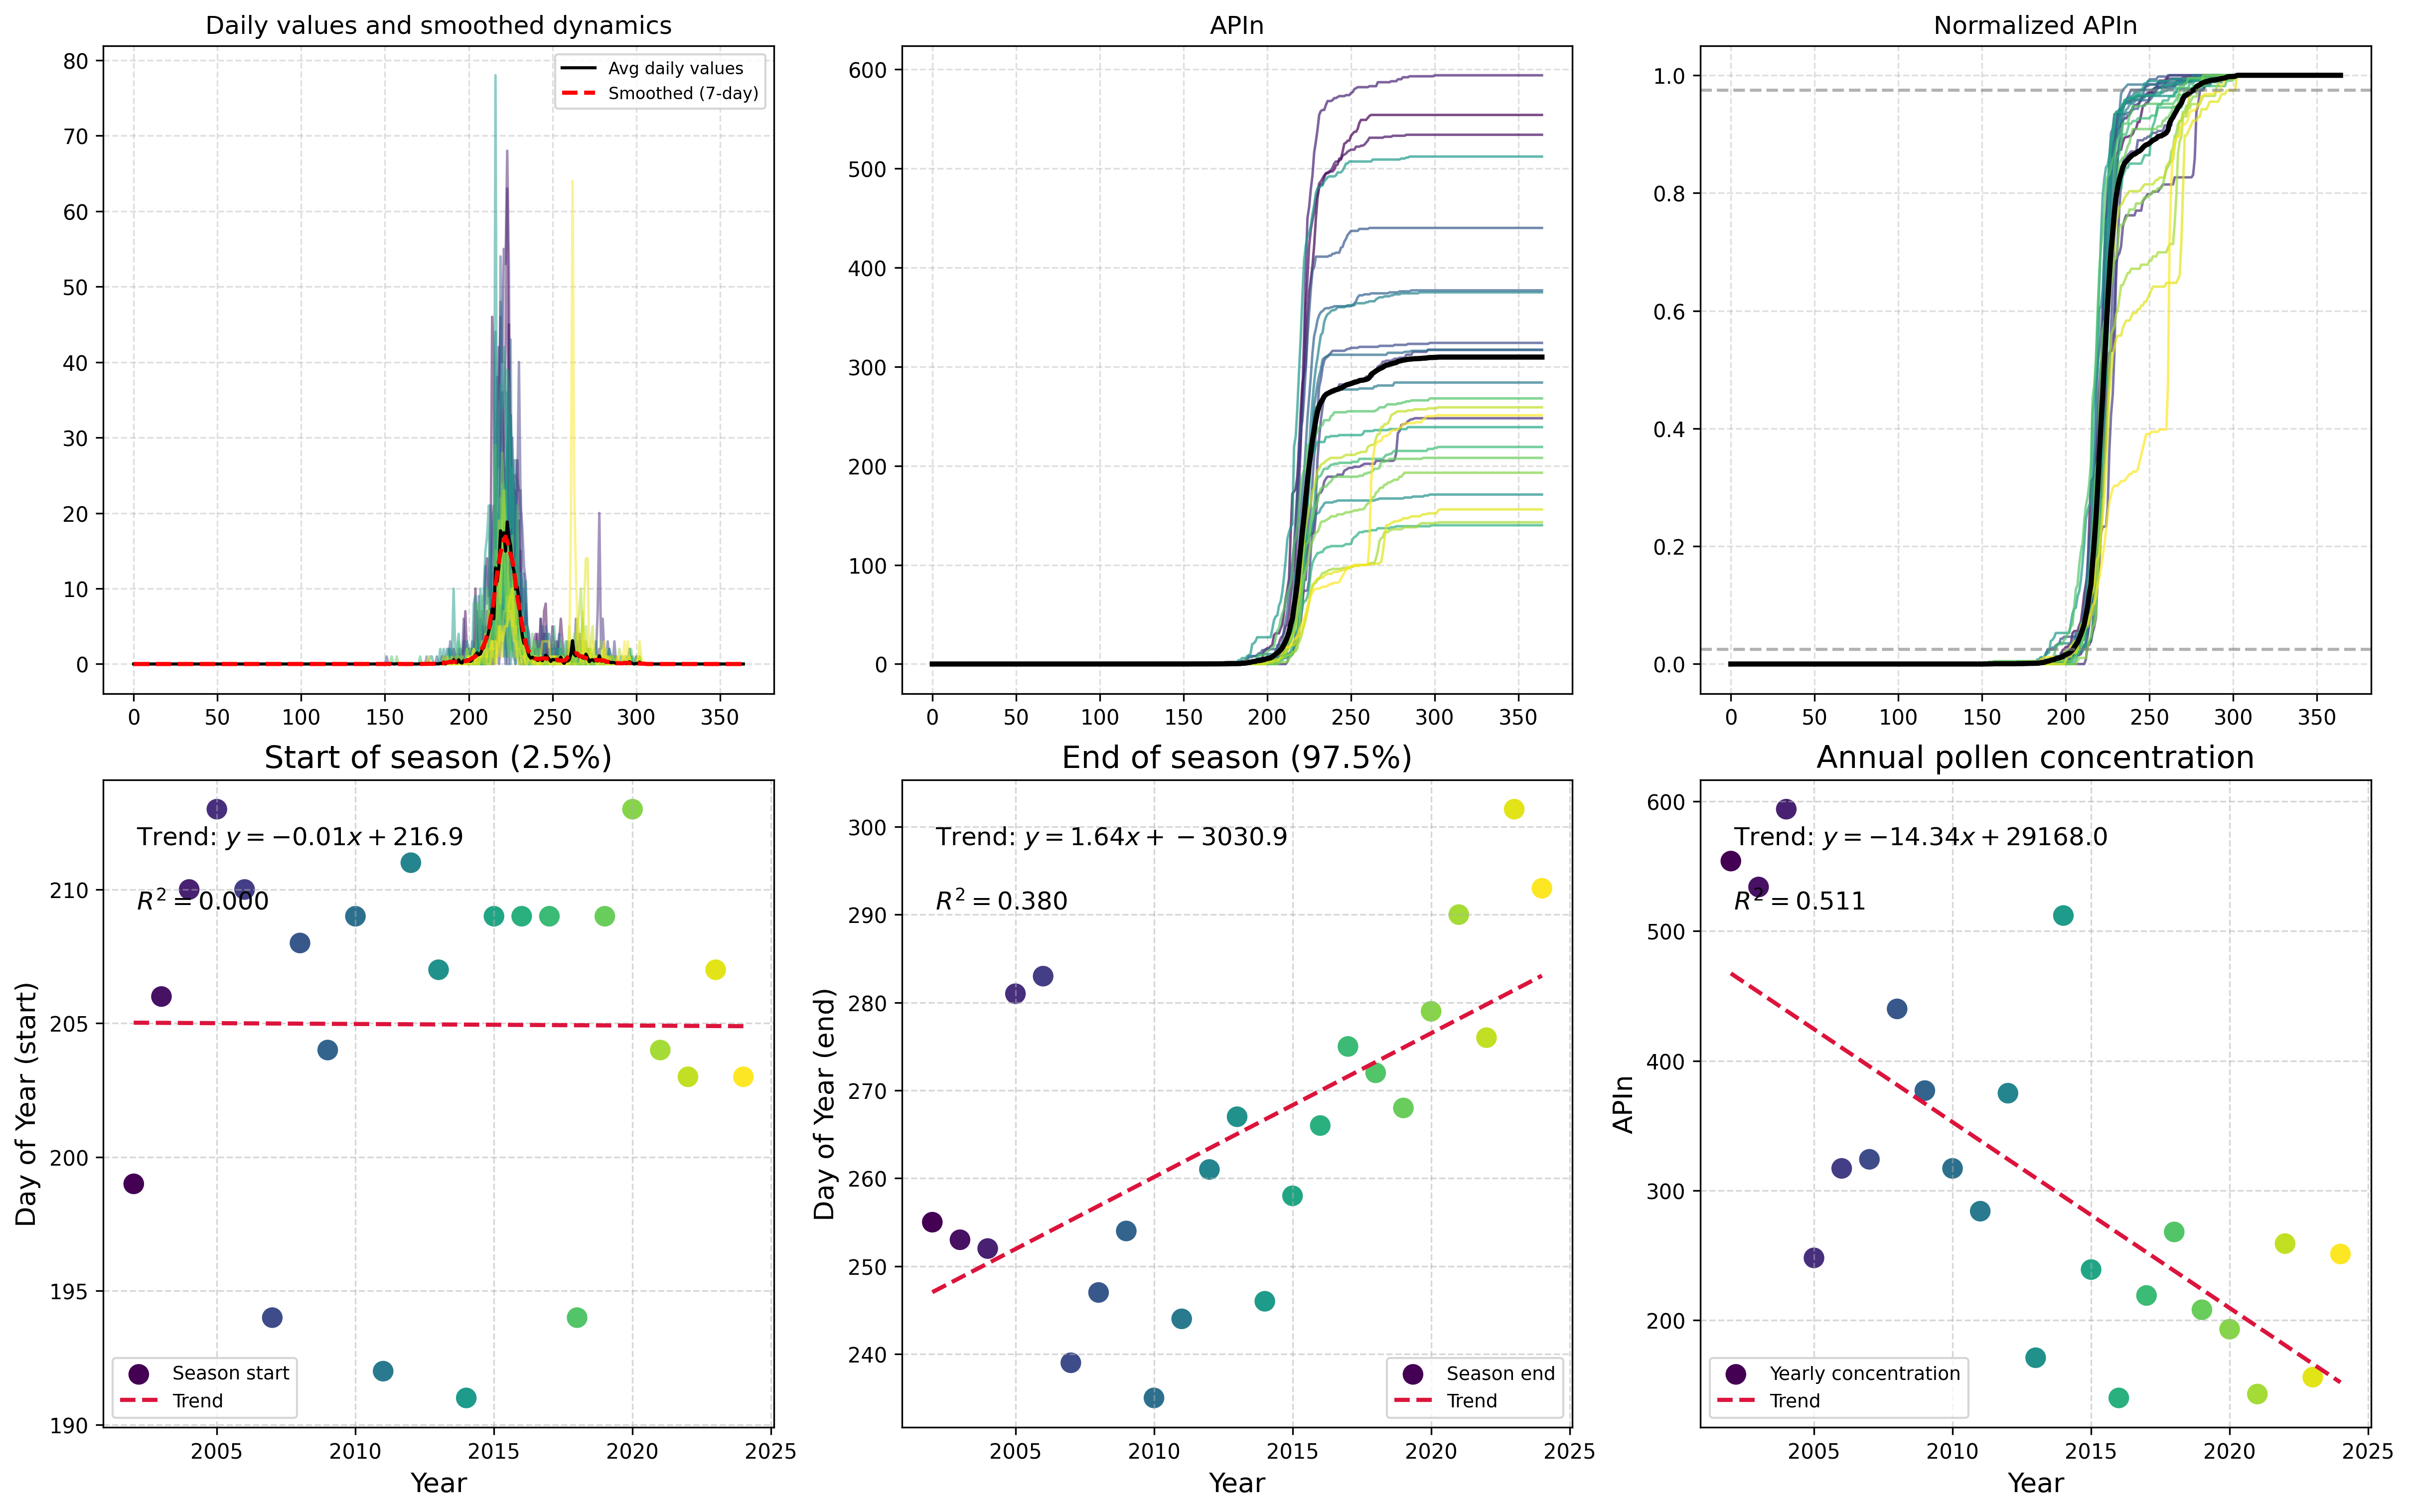 Daily values and smoothed dynamics
80
70
60
50
40
30
20
10
0
0 50 100 150 200 250 300 350
Avg daily values
Smoothed (7-day)
APIn
600
500
400
300
200
100
0
0 50 100 150 200 250 300 350
Normalized APIn
1.0
0.8
0.6
0.4
0.2
0.0
0 50 100 150 200 250 300 350
Start of season (2.5%)
Trend: y = −0.01x + 216.9
R² = 0.000
Day of Year (start)
210
205
200
195
190
Season start
Trend
2005 2010 2015 2020 2025
Year
End of season (97.5%)
Trend: y = 1.64x + −3030.9
R² = 0.380
Day of Year (end)
300
290
280
270
260
250
240
Season end
Trend
2005 2010 2015 2020 2025
Year
Annual pollen concentration
Trend: y = −14.34x + 29168.0
R² = 0.511
APIn
600
500
400
300
200
Yearly concentration
Trend
2005 2010 2015 2020 2025
Year